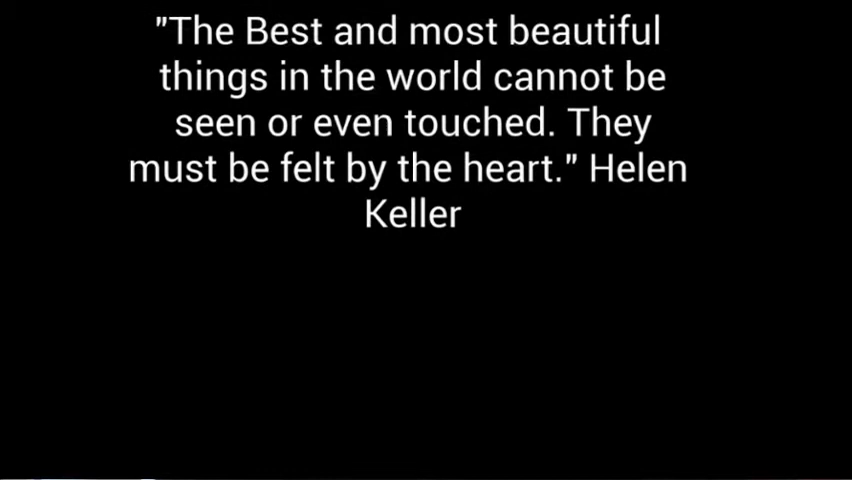 "The Best and most beautiful
things in the world cannot be
seen or even touched. They
must be felt by the heart." Helen
Keller